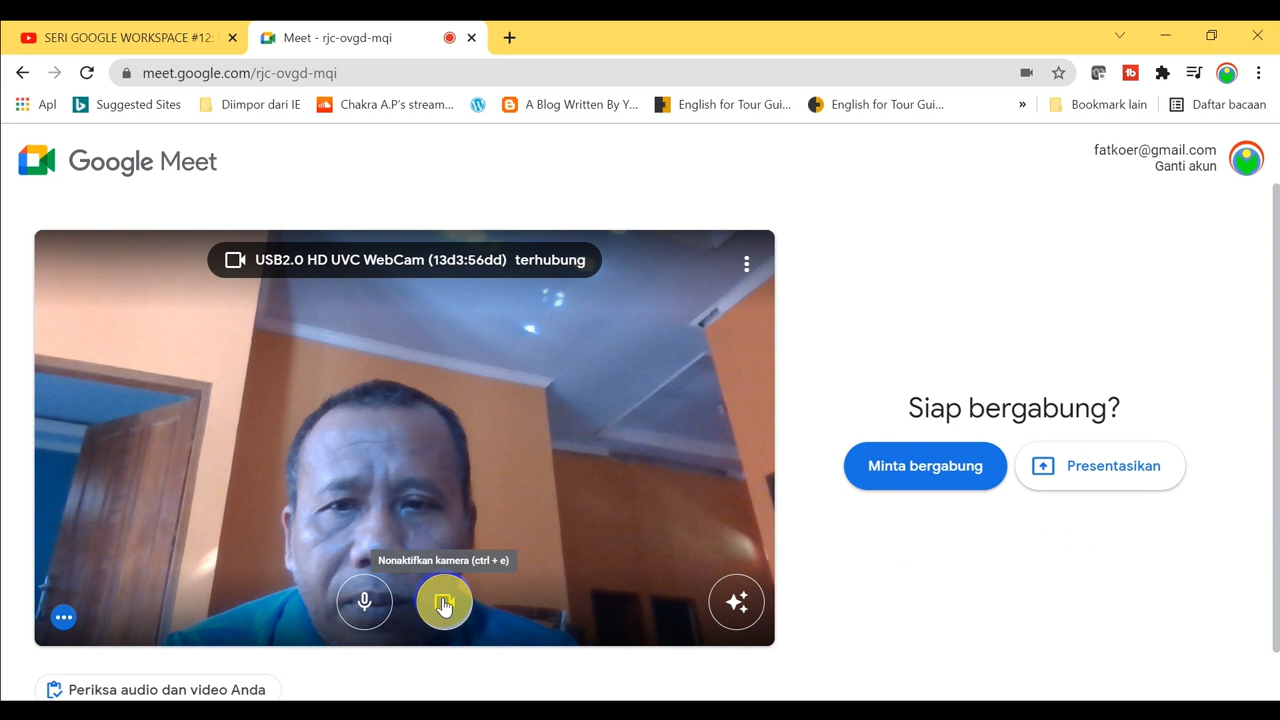 SERI GOOGLE WORKSPACE #12:
Meet - rjc-ovgd-mqi
meet.google.com/rjc-ovgd-mqi
Apl
Suggested Sites
Diimpor dari IE
Chakra A.P's stream...
A Blog Written By Y...
English for Tour Gui...
English for Tour Gui...
»
Bookmark lain
Daftar bacaan
Google Meet
fatkoer@gmail.com
Ganti akun
USB2.0 HD UVC WebCam (13d3:56dd) terhubung
Siap bergabung?
Minta bergabung
Presentasikan
Nonaktifkan kamera (ctrl + e)
Periksa audio dan video Anda